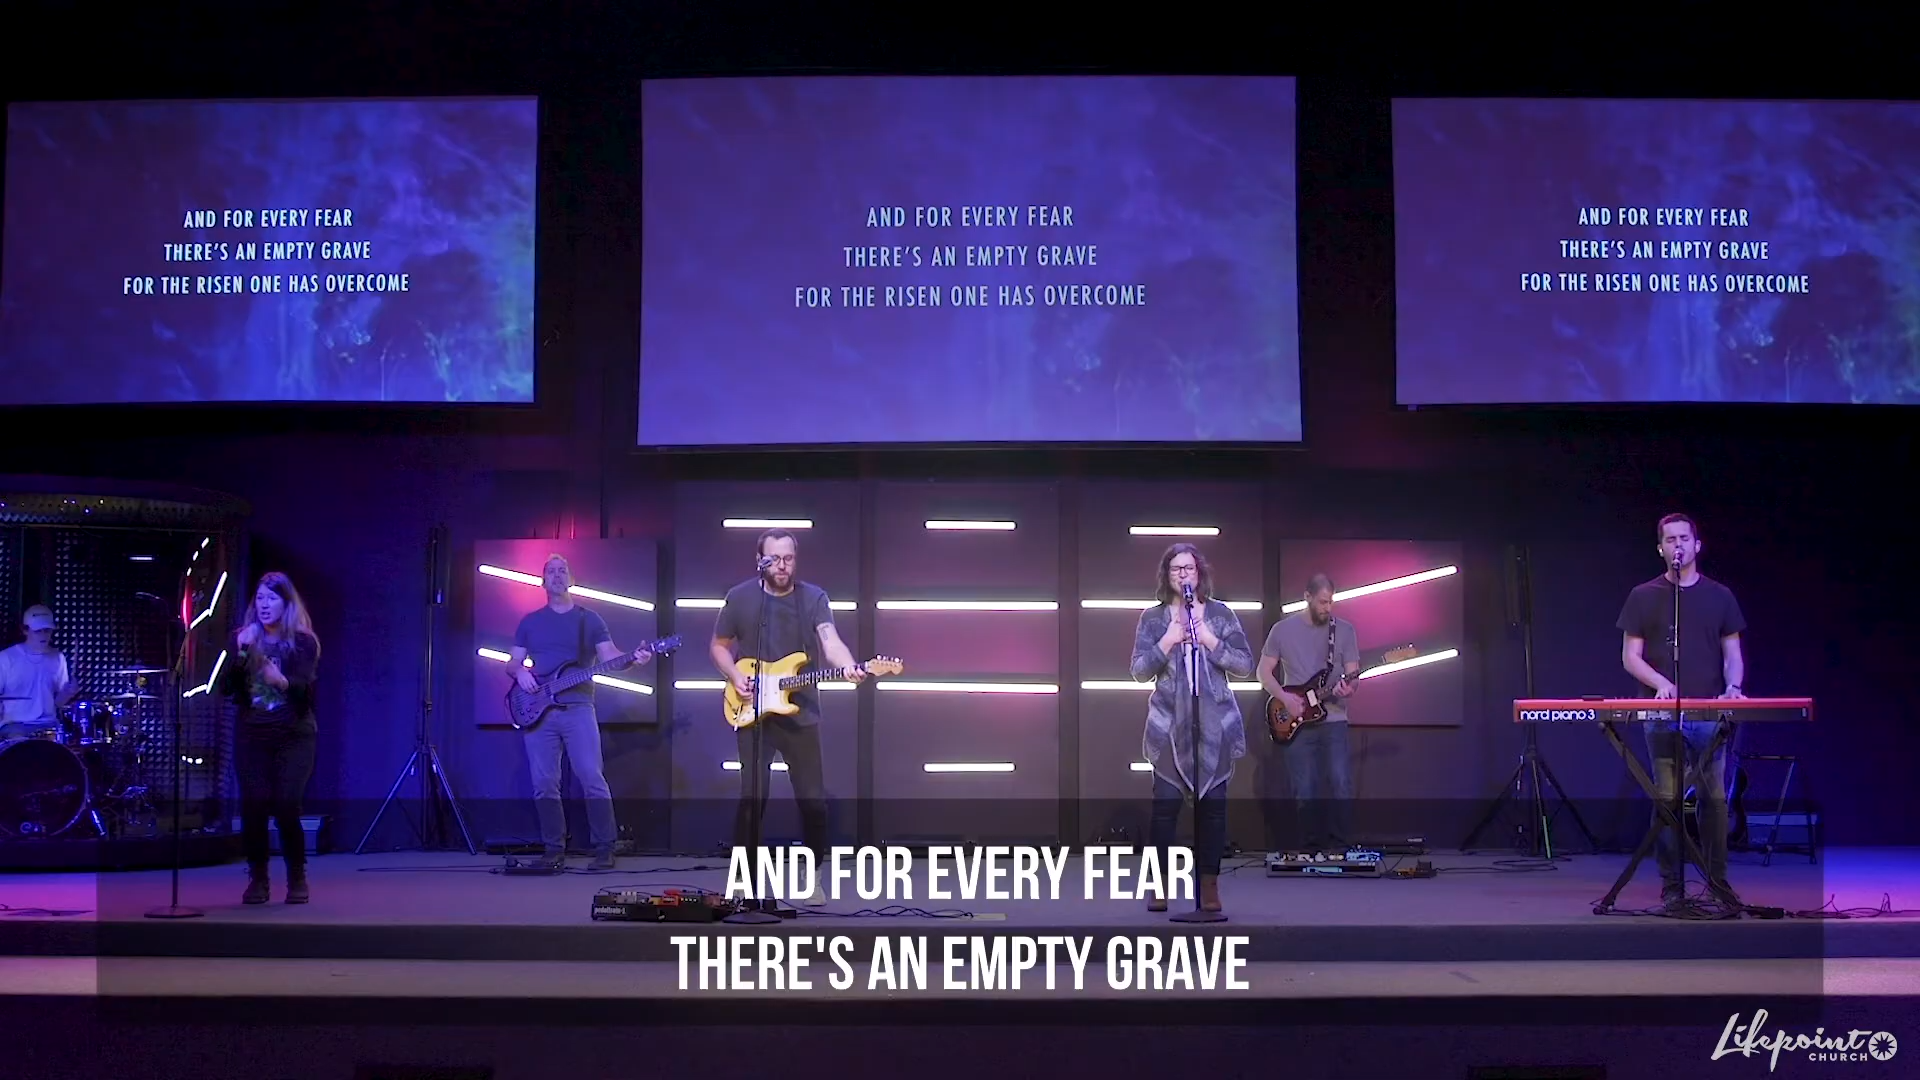 AND FOR EVERY FEAR
THERE'S AN EMPTY GRAVE
FOR THE RISEN ONE HAS OVERCOME
AND FOR EVERY FEAR
THERE'S AN EMPTY GRAVE
FOR THE RISEN ONE HAS OVERCOME
AND FOR EVERY FEAR
THERE'S AN EMPTY GRAVE
FOR THE RISEN ONE HAS OVERCOME
nord piano 3
pedaltrain-1
AND FOR EVERY FEAR
THERE'S AN EMPTY GRAVE
Lifepoint
CHURCH